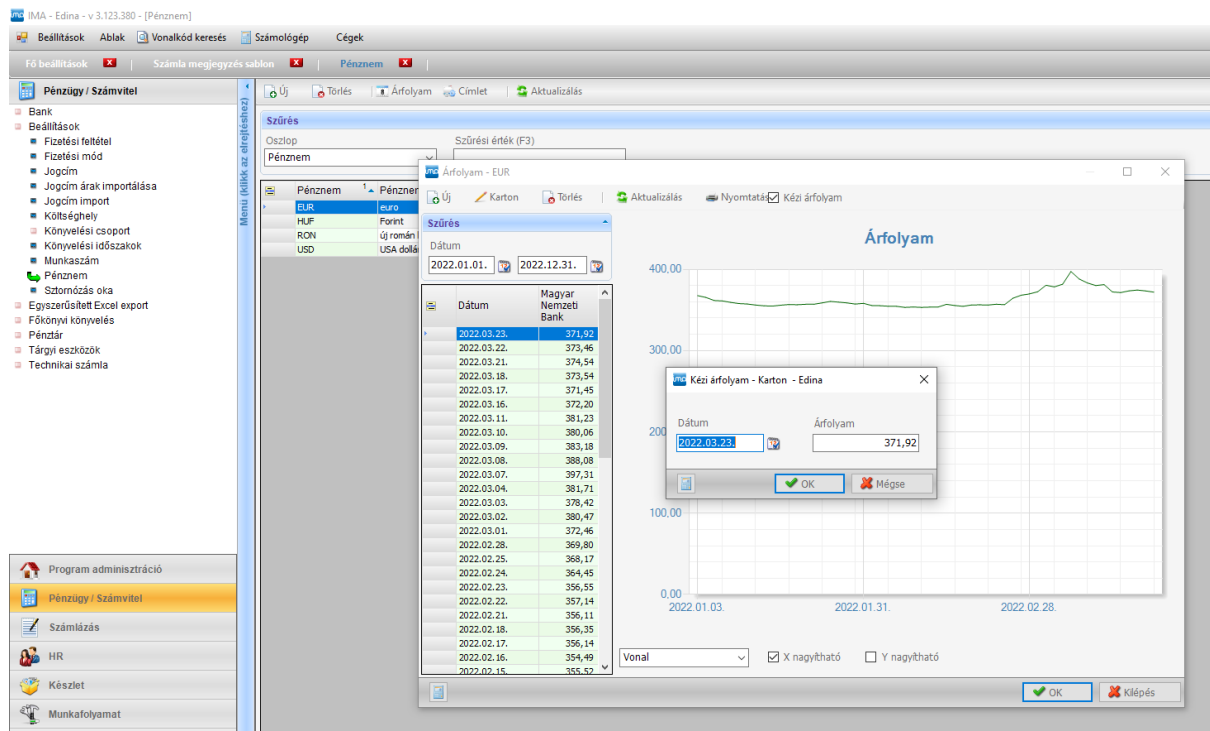 IMA - Edina - v 3.123.380 - [Pénznem]
Beállítások Ablak Vonalkód keresés Számológép Cégek
Fő beállítások Számla megjegyzés sablon Pénznem
Pénzügy / Számvitel
Bank
Beállítások
Fizetési feltétel
Fizetési mód
Jogcím
Jogcím árak importálása
Jogcím import
Költséghely
Könyvelési csoport
Könyvelési időszakok
Munkaszám
Pénznem
Sztornózás oka
Egyszerűsített Excel export
Főkönyvi könyvelés
Pénztár
Tárgyi eszközök
Technikai számla
Program adminisztráció
Pénzügy / Számvitel
Számlázás
HR
Készlet
Munkafolyamat
Menü (klikk az elrejtéshez)
Új Törlés Árfolyam Címlet Aktualizálás
Szűrés
Oszlop Szűrési érték (F3)
Pénznem
Pénznem 1 Pénznem
EUR euro
HUF Forint
RON új román
USD USA dollá
Árfolyam - EUR
Új Karton Törlés Aktualizálás Nyomtatás Kézi árfolyam
Szűrés
Dátum
2022.01.01. 2022.12.31.
Dátum Magyar Nemzeti Bank
2022.03.23. 371,92
2022.03.22. 373,46
2022.03.21. 374,54
2022.03.18. 373,54
2022.03.17. 371,45
2022.03.16. 372,20
2022.03.11. 381,23
2022.03.10. 380,06
2022.03.09. 383,18
2022.03.08. 388,08
2022.03.07. 397,31
2022.03.04. 381,71
2022.03.03. 378,42
2022.03.02. 380,47
2022.03.01. 372,46
2022.02.28. 369,80
2022.02.25. 368,17
2022.02.24. 364,45
2022.02.23. 356,55
2022.02.22. 357,14
2022.02.21. 356,11
2022.02.18. 356,35
2022.02.17. 356,14
2022.02.16. 354,49
2022.02.15. 355,52
Árfolyam
400.00
300.00
200
100.00
0.00
2022.01.03. 2022.01.31. 2022.02.28.
Kézi árfolyam - Karton - Edina
Dátum Árfolyam
2022.03.23. 371,92
OK Mégse
Vonal X nagyítható Y nagyítható
OK Kilépés